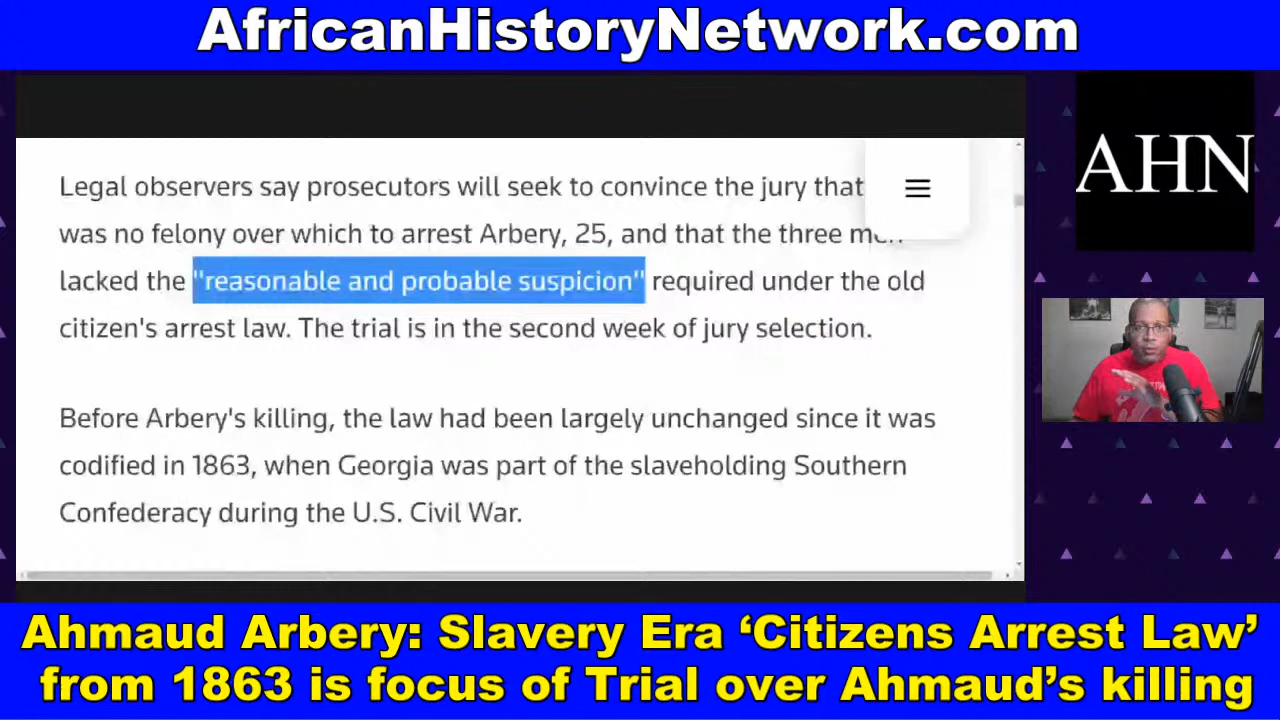 AfricanHistoryNetwork.com
AHN
Legal observers say prosecutors will seek to convince the jury that
was no felony over which to arrest Arbery, 25, and that the three
lacked the "reasonable and probable suspicion" required under the old
citizen's arrest law. The trial is in the second week of jury selection.
Before Arbery's killing, the law had been largely unchanged since it was
codified in 1863, when Georgia was part of the slaveholding Southern
Confederacy during the U.S. Civil War.
Ahmaud Arbery: Slavery Era ‘Citizens Arrest Law’
from 1863 is focus of Trial over Ahmaud’s killing